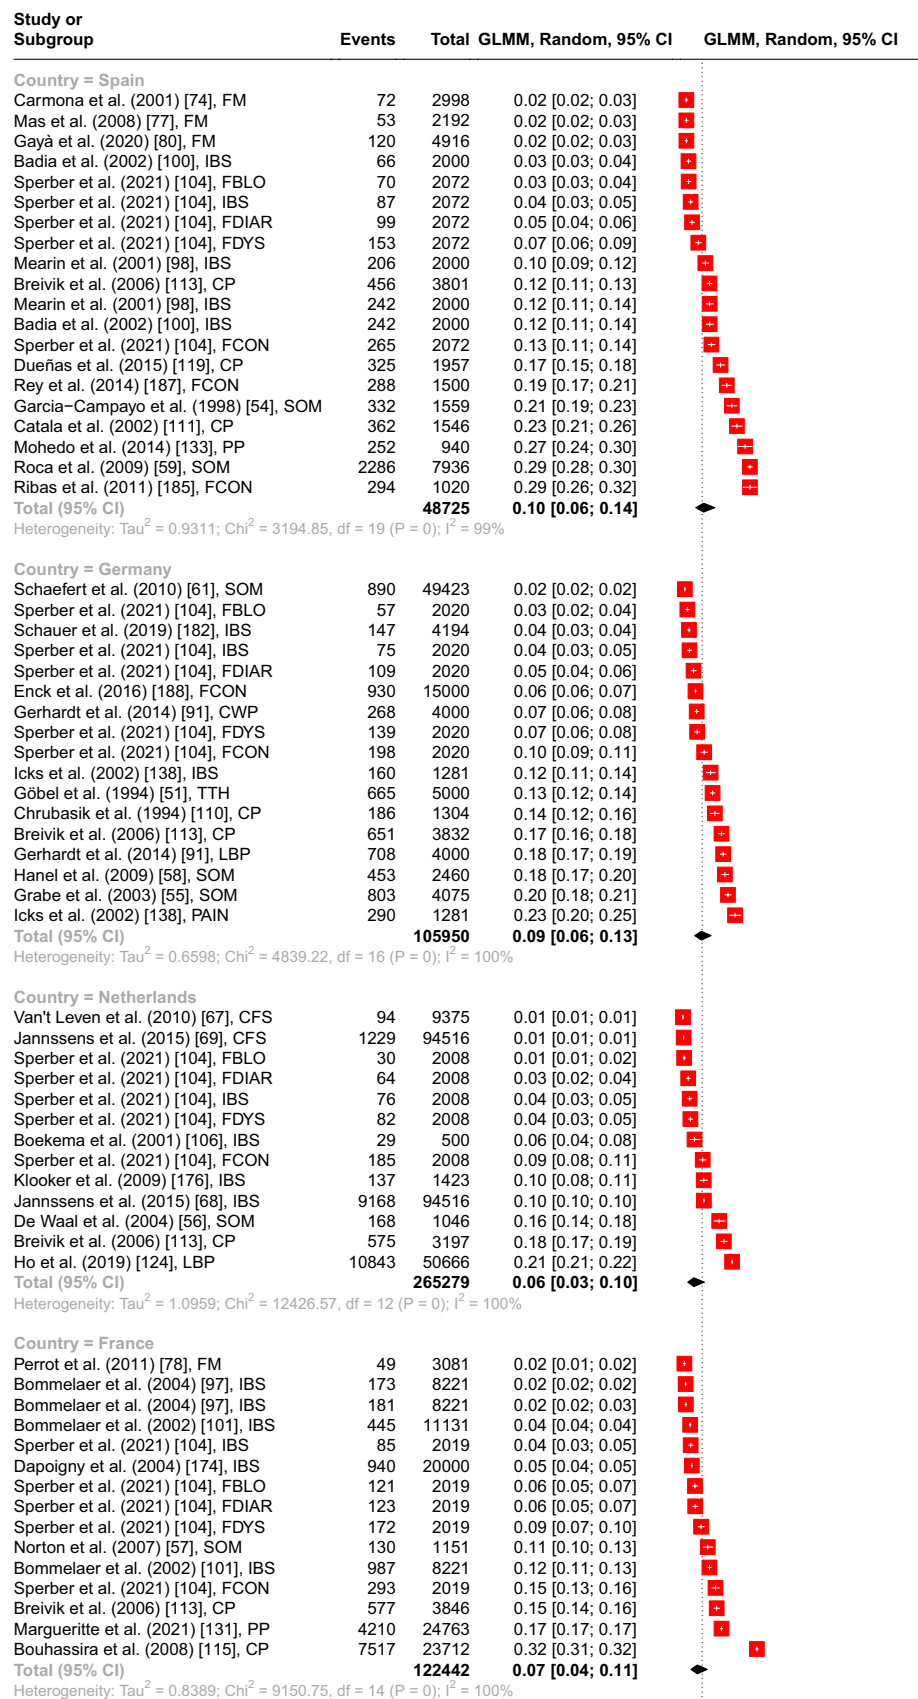 Study or
Subgroup Events Total GLMM, Random, 95% CI GLMM, Random, 95% CI
Country = Spain
Carmona et al. (2001) [74], FM 72 2998 0.02 [0.02; 0.03]
Mas et al. (2008) [77], FM 53 2192 0.02 [0.02; 0.03]
Gayà et al. (2020) [80], FM 120 4916 0.02 [0.02; 0.03]
Badia et al. (2002) [100], IBS 66 2000 0.03 [0.03; 0.04]
Sperber et al. (2021) [104], FBLO 70 2072 0.03 [0.03; 0.04]
Sperber et al. (2021) [104], IBS 87 2072 0.04 [0.03; 0.05]
Sperber et al. (2021) [104], FDIAR 99 2072 0.05 [0.04; 0.06]
Sperber et al. (2021) [104], FDYS 153 2072 0.07 [0.06; 0.09]
Mearin et al. (2001) [98], IBS 206 2000 0.10 [0.09; 0.12]
Breivik et al. (2006) [113], CP 456 3801 0.12 [0.11; 0.13]
Mearin et al. (2001) [98], IBS 242 2000 0.12 [0.11; 0.14]
Badia et al. (2002) [100], IBS 242 2000 0.12 [0.11; 0.14]
Sperber et al. (2021) [104], FCON 265 2072 0.13 [0.11; 0.14]
Dueñas et al. (2015) [119], CP 325 1957 0.17 [0.15; 0.18]
Rey et al. (2014) [187], FCON 288 1500 0.19 [0.17; 0.21]
Garcia−Campayo et al. (1998) [54], SOM 332 1559 0.21 [0.19; 0.23]
Catala et al. (2002) [111], CP 362 1546 0.23 [0.21; 0.26]
Mohedo et al. (2014) [133], PP 252 940 0.27 [0.24; 0.30]
Roca et al. (2009) [59], SOM 2286 7936 0.29 [0.28; 0.30]
Ribas et al. (2011) [185], FCON 294 1020 0.29 [0.26; 0.32]
Total (95% CI) 48725 0.10 [0.06; 0.14]
Heterogeneity: Tau² = 0.9311; Chi² = 3194.85, df = 19 (P = 0); I² = 99%
Country = Germany
Schaefert et al. (2010) [61], SOM 890 49423 0.02 [0.02; 0.02]
Sperber et al. (2021) [104], FBLO 57 2020 0.03 [0.02; 0.04]
Schauer et al. (2019) [182], IBS 147 4194 0.04 [0.03; 0.04]
Sperber et al. (2021) [104], IBS 75 2020 0.04 [0.03; 0.05]
Sperber et al. (2021) [104], FDIAR 109 2020 0.05 [0.04; 0.06]
Enck et al. (2016) [188], FCON 930 15000 0.06 [0.06; 0.07]
Gerhardt et al. (2014) [91], CWP 268 4000 0.07 [0.06; 0.08]
Sperber et al. (2021) [104], FDYS 139 2020 0.07 [0.06; 0.08]
Sperber et al. (2021) [104], FCON 198 2020 0.10 [0.09; 0.11]
Icks et al. (2002) [138], IBS 160 1281 0.12 [0.11; 0.14]
Göbel et al. (1994) [51], TTH 665 5000 0.13 [0.12; 0.14]
Chrubasik et al. (1994) [110], CP 186 1304 0.14 [0.12; 0.16]
Breivik et al. (2006) [113], CP 651 3832 0.17 [0.16; 0.18]
Gerhardt et al. (2014) [91], LBP 708 4000 0.18 [0.17; 0.19]
Hanel et al. (2009) [58], SOM 453 2460 0.18 [0.17; 0.20]
Grabe et al. (2003) [55], SOM 803 4075 0.20 [0.18; 0.21]
Icks et al. (2002) [138], PAIN 290 1281 0.23 [0.20; 0.25]
Total (95% CI) 105950 0.09 [0.06; 0.13]
Heterogeneity: Tau² = 0.6598; Chi² = 4839.22, df = 16 (P = 0); I² = 100%
Country = Netherlands
Van't Leven et al. (2010) [67], CFS 94 9375 0.01 [0.01; 0.01]
Jannssens et al. (2015) [69], CFS 1229 94516 0.01 [0.01; 0.01]
Sperber et al. (2021) [104], FBLO 30 2008 0.01 [0.01; 0.02]
Sperber et al. (2021) [104], FDIAR 64 2008 0.03 [0.02; 0.04]
Sperber et al. (2021) [104], IBS 76 2008 0.04 [0.03; 0.05]
Sperber et al. (2021) [104], FDYS 82 2008 0.04 [0.03; 0.05]
Boekema et al. (2001) [106], IBS 29 500 0.06 [0.04; 0.08]
Sperber et al. (2021) [104], FCON 185 2008 0.09 [0.08; 0.11]
Klooker et al. (2009) [176], IBS 137 1423 0.10 [0.08; 0.11]
Jannssens et al. (2015) [68], IBS 9168 94516 0.10 [0.10; 0.10]
De Waal et al. (2004) [56], SOM 168 1046 0.16 [0.14; 0.18]
Breivik et al. (2006) [113], CP 575 3197 0.18 [0.17; 0.19]
Ho et al. (2019) [124], LBP 10843 50666 0.21 [0.21; 0.22]
Total (95% CI) 265279 0.06 [0.03; 0.10]
Heterogeneity: Tau² = 1.0959; Chi² = 12426.57, df = 12 (P = 0); I² = 100%
Country = France
Perrot et al. (2011) [78], FM 49 3081 0.02 [0.01; 0.02]
Bommelaer et al. (2004) [97], IBS 173 8221 0.02 [0.02; 0.02]
Bommelaer et al. (2004) [97], IBS 181 8221 0.02 [0.02; 0.03]
Bommelaer et al. (2002) [101], IBS 445 11131 0.04 [0.04; 0.04]
Sperber et al. (2021) [104], IBS 85 2019 0.04 [0.03; 0.05]
Dapoigny et al. (2004) [174], IBS 940 20000 0.05 [0.04; 0.05]
Sperber et al. (2021) [104], FBLO 121 2019 0.06 [0.05; 0.07]
Sperber et al. (2021) [104], FDIAR 123 2019 0.06 [0.05; 0.07]
Sperber et al. (2021) [104], FDYS 172 2019 0.09 [0.07; 0.10]
Norton et al. (2007) [57], SOM 130 1151 0.11 [0.10; 0.13]
Bommelaer et al. (2002) [101], IBS 987 8221 0.12 [0.11; 0.13]
Sperber et al. (2021) [104], FCON 293 2019 0.15 [0.13; 0.16]
Breivik et al. (2006) [113], CP 577 3846 0.15 [0.14; 0.16]
Margueritte et al. (2021) [131], PP 4210 24763 0.17 [0.17; 0.17]
Bouhassira et al. (2008) [115], CP 7517 23712 0.32 [0.31; 0.32]
Total (95% CI) 122442 0.07 [0.04; 0.11]
Heterogeneity: Tau² = 0.8389; Chi² = 9150.75, df = 14 (P = 0); I² = 100%